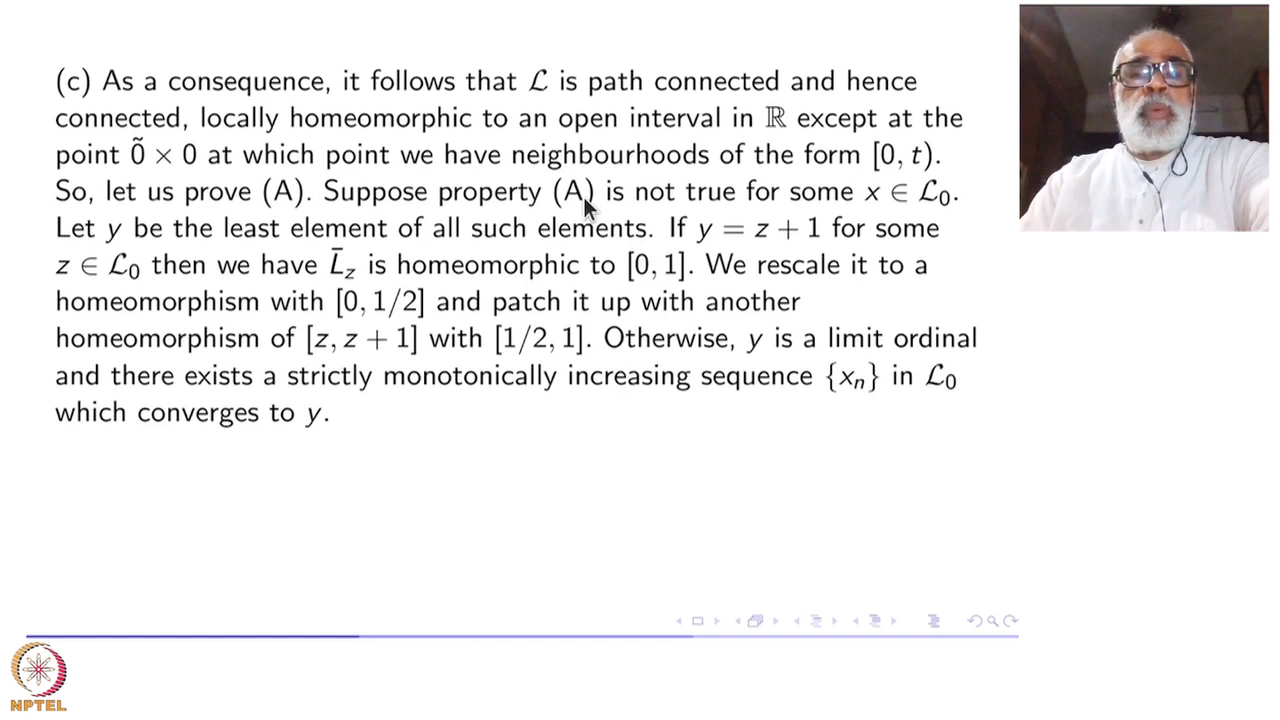 (c) As a consequence, it follows that ℒ is path connected and hence
connected, locally homeomorphic to an open interval in ℝ except at the
point 0̃ × 0 at which point we have neighbourhoods of the form [0, t).
So, let us prove (A). Suppose property (A) is not true for some x ∈ ℒ₀.
Let y be the least element of all such elements. If y = z + 1 for some
z ∈ ℒ₀ then we have L̄_z is homeomorphic to [0, 1]. We rescale it to a
homeomorphism with [0, 1/2] and patch it up with another
homeomorphism of [z, z + 1] with [1/2, 1]. Otherwise, y is a limit ordinal
and there exists a strictly monotonically increasing sequence {xₙ} in ℒ₀
which converges to y.
NPTEL